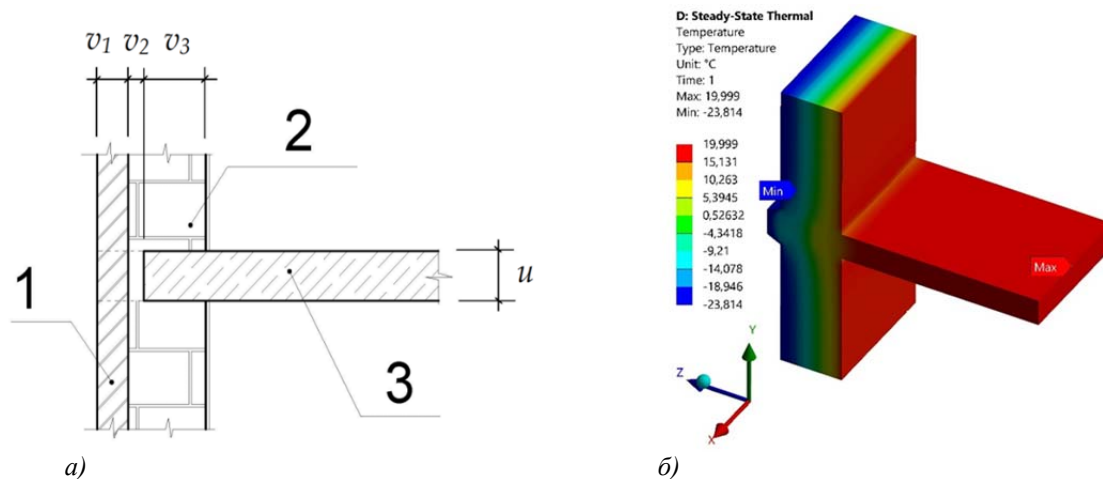 v1 v2 v3
2
u
1
3
а)
D: Steady-State Thermal
Temperature
Type: Temperature
Unit: °C
Time: 1
Max: 19,999
Min: -23,814
19,999
15,131
10,263
5,3945
0,52632
-4,3418
-9,21
-14,078
-18,946
-23,814
Min
Max
Y
Z
X
б)